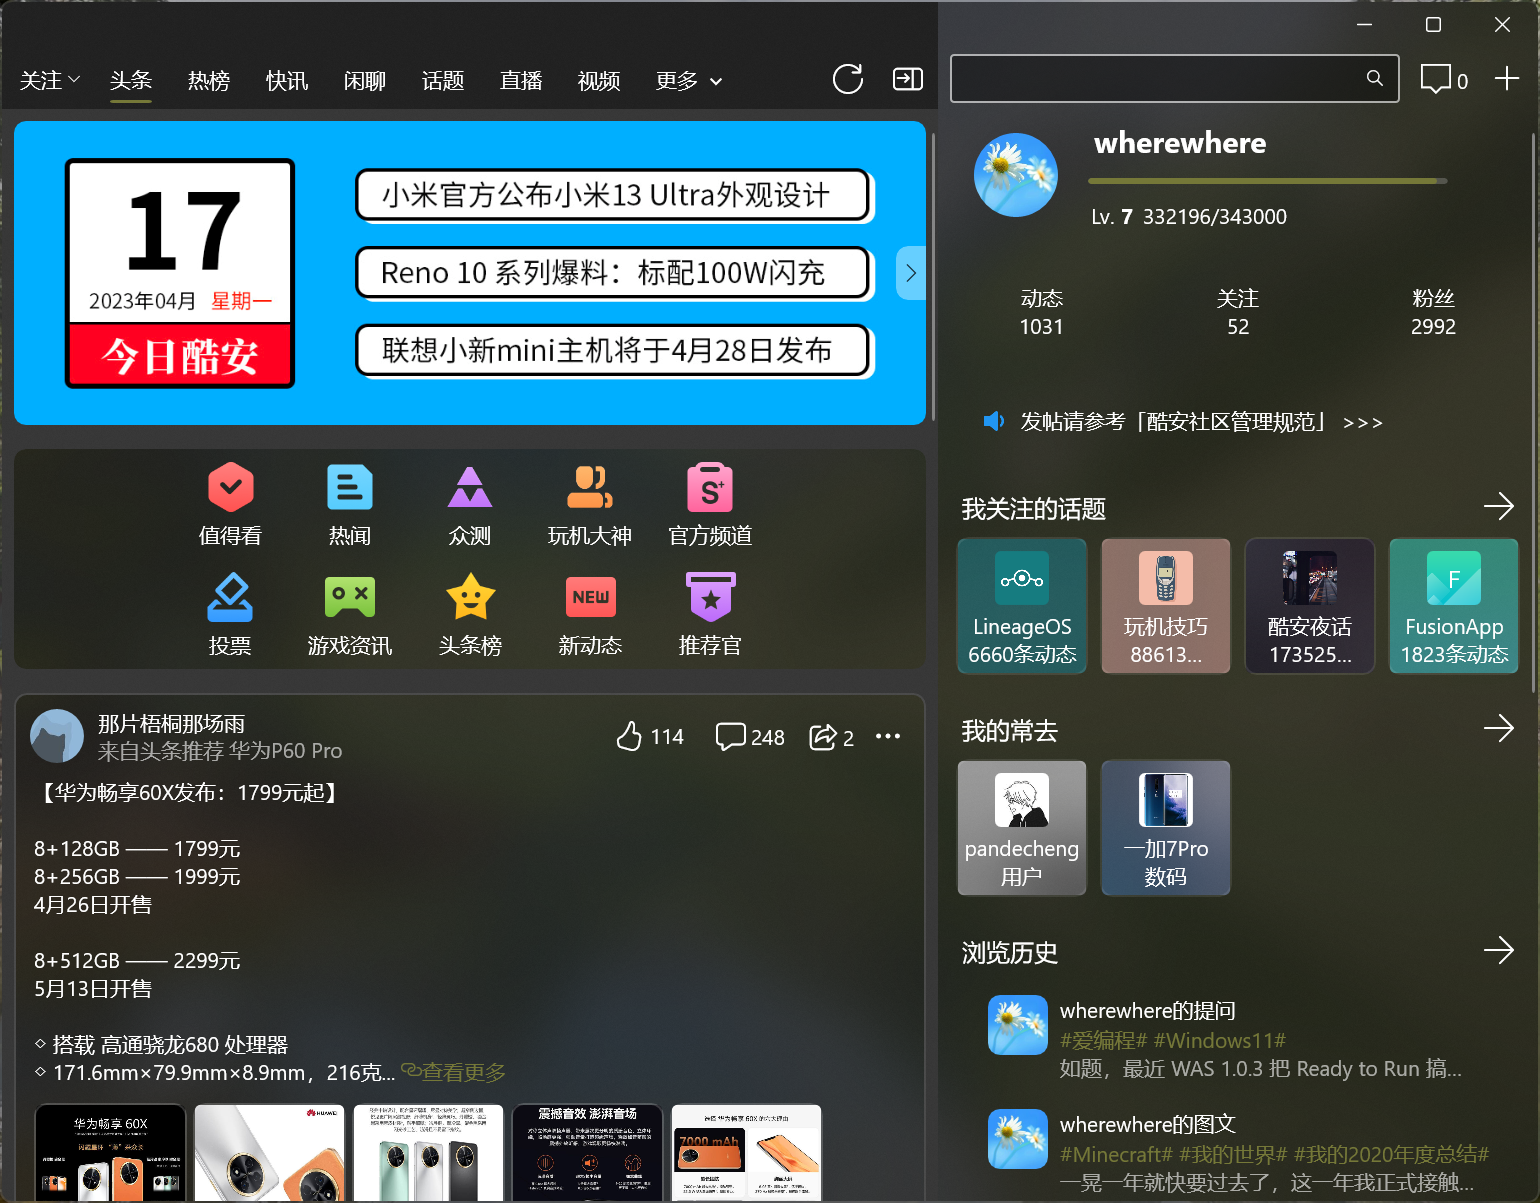 关注 头条 热榜 快讯 闲聊 话题 直播 视频 更多
0
17
2023年04月 星期一
今日酷安
小米官方公布小米13 Ultra外观设计
Reno 10 系列爆料：标配100W闪充
联想小新mini主机将于4月28日发布
值得看 热闻 众测 玩机大神 官方频道
NEW
投票 游戏资讯 头条榜 新动态 推荐官
那片梧桐那场雨
来自头条推荐 华为P60 Pro
114 248 2
【华为畅享60X发布：1799元起】
8+128GB —— 1799元
8+256GB —— 1999元
4月26日开售
8+512GB —— 2299元
5月13日开售
◇ 搭载 高通骁龙680 处理器
◇ 171.6mm×79.9mm×8.9mm，216克... 查看更多
华为畅享 60X
HUAWEI
震撼音效 澎湃音场
7000 mAh
wherewhere
Lv. 7 332196/343000
动态 关注 粉丝
1031 52 2992
发帖请参考「酷安社区管理规范」 >>>
我关注的话题
F
LineageOS 玩机技巧 酷安夜话 FusionApp
6660条动态 88613... 173525... 1823条动态
我的常去
pandecheng 一加7Pro
用户 数码
浏览历史
wherewhere的提问
#爱编程# #Windows11#
如题，最近 WAS 1.0.3 把 Ready to Run 搞...
wherewhere的图文
#Minecraft# #我的世界# #我的2020年度总结#
一晃一年就快要过去了，这一年我正式接触...